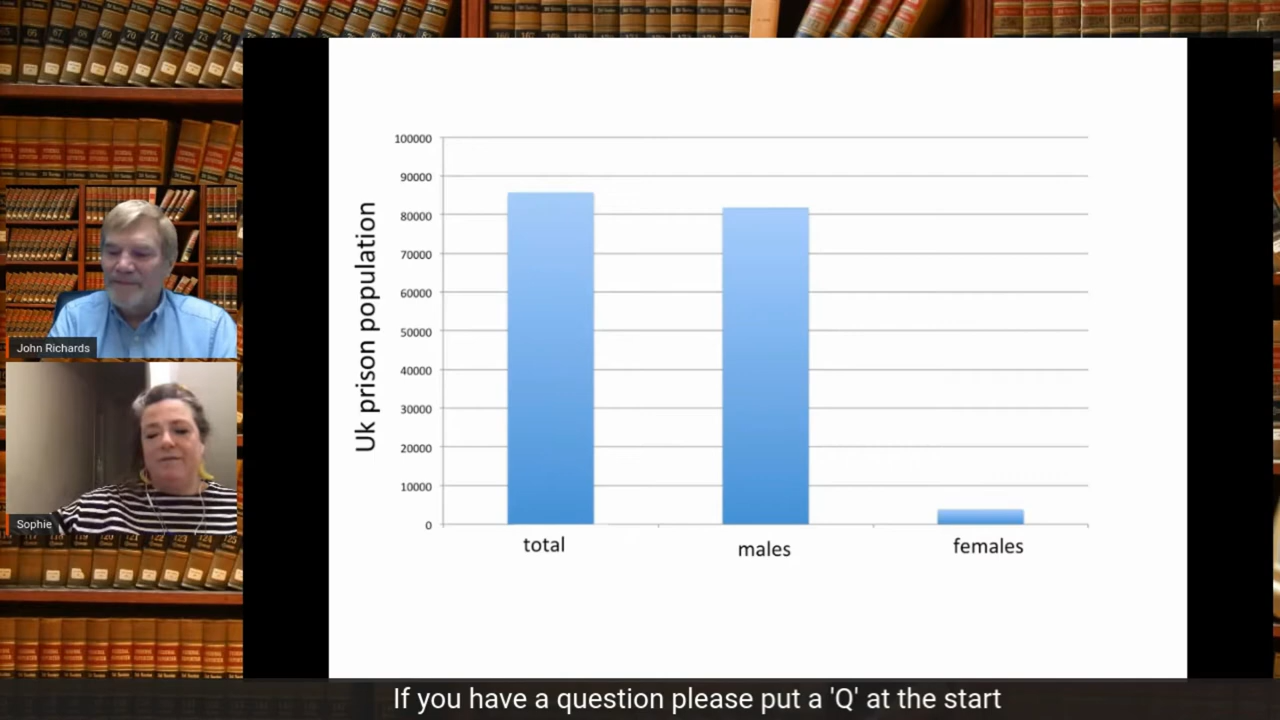 John Richards
Sophie
Uk prison population
100000
90000
80000
70000
60000
50000
40000
30000
20000
10000
0
total
males
females
If you have a question please put a 'Q' at the start